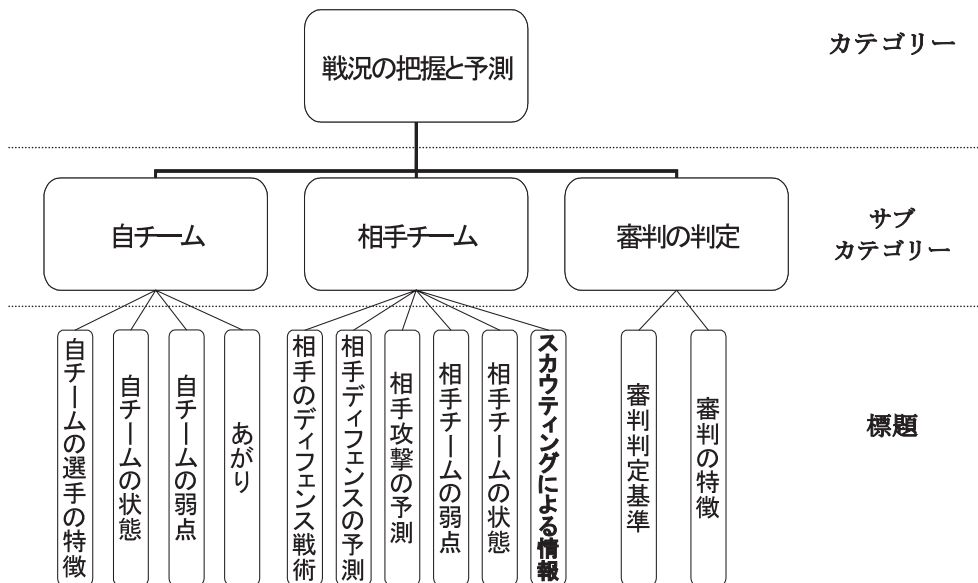 カテゴリー
戦況の把握と予測
自チーム
相手チーム
審判の判定
サブ
カテゴリー
自チームの選手の特徴
自チームの状態
自チームの弱点
あがり
相手のディフェンス戦術
相手ディフェンスの予測
相手攻撃の予測
相手チームの弱点
相手チームの状態
スカウティングによる情報
審判判定基準
審判の特徴
標題